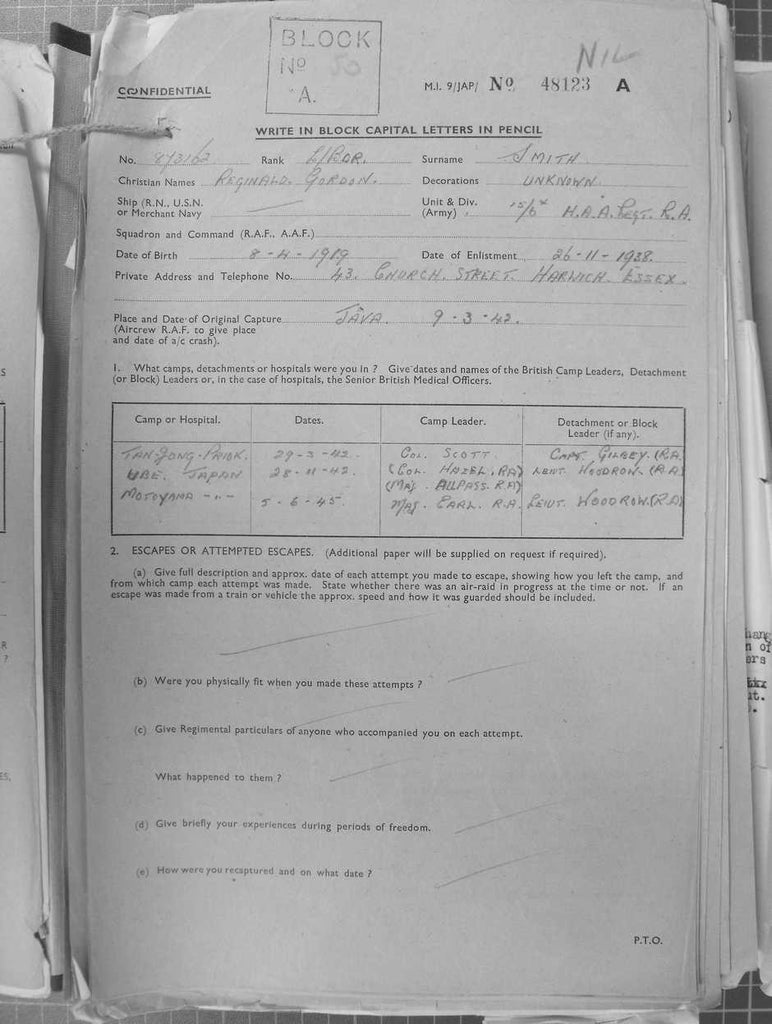 BLOCK
Nº 50
A.
NIL
CONFIDENTIAL
M.I. 9/JAP/ Nº 48123 A
WRITE IN BLOCK CAPITAL LETTERS IN PENCIL
No. 873162 Rank L/BDR. Surname SMITH
Christian Names REGINALD. GORDON. Decorations UNKNOWN
Ship (R.N., U.S.N. or Merchant Navy
Unit & Div. (Army) H.A.A. REGT. R.A.
Squadron and Command (R.A.F., A.A.F.)
Date of Birth 8-4-1919 Date of Enlistment 26-11-1938.
Private Address and Telephone No. 43. CHURCH. STREET. HARWICH. ESSEX.
Place and Date of Original Capture JAVA. 9-3-42.
(Aircrew R.A.F. to give place
and date of a/c crash).
1. What camps, detachments or hospitals were you in ? Give dates and names of the British Camp Leaders, Detachment
(or Block) Leaders or, in the case of hospitals, the Senior British Medical Officers.
Camp or Hospital. Dates. Camp Leader. Detachment or Block Leader (if any).
TAN-JONG-PRIOK. 29-3-42. COL. SCOTT. CAPT. GILBEY. (R.A.
UBE. JAPAN 28-11-42. (COL. HAZEL. RA) LEUT. WOODROW. (R.A)
(MAJ. ALLPASS. R.A)
MOTOYAMA -"- 5-6-45. MAJ. EARL. R.A. LEIUT. WOODROW. (R.A)
2. ESCAPES OR ATTEMPTED ESCAPES. (Additional paper will be supplied on request if required).
(a) Give full description and approx. date of each attempt you made to escape, showing how you left the camp, and
from which camp each attempt was made. State whether there was an air-raid in progress at the time or not. If an
escape was made from a train or vehicle the approx. speed and how it was guarded should be included.
(b) Were you physically fit when you made these attempts ?
(c) Give Regimental particulars of anyone who accompanied you on each attempt.
What happened to them ?
(d) Give briefly your experiences during periods of freedom.
(e) How were you recaptured and on what date ?
P.T.O.